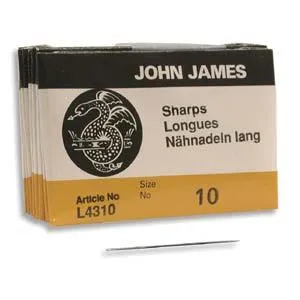 JOHN JAMES
Sharps
Longues
Nähnadeln lang
Article No
L4310
Size
No
10